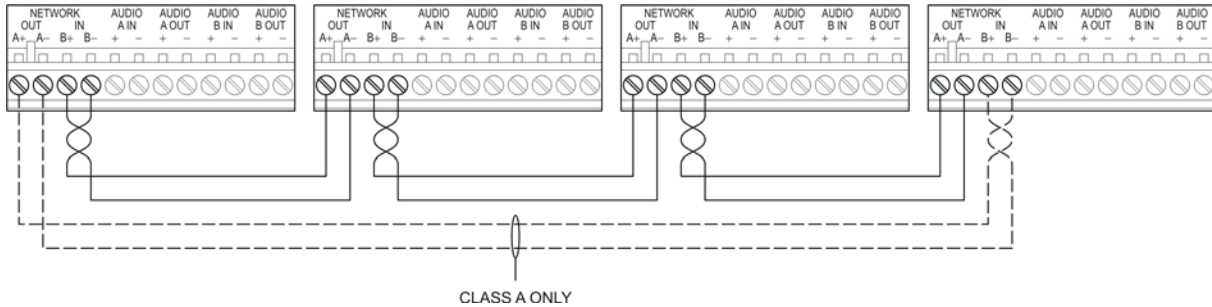 NETWORK AUDIO AUDIO AUDIO AUDIO NETWORK AUDIO AUDIO AUDIO AUDIO NETWORK AUDIO AUDIO AUDIO AUDIO NETWORK AUDIO AUDIO AUDIO AUDIO
OUT IN A IN A OUT B IN B OUT OUT IN A IN A OUT B IN B OUT OUT IN A IN A OUT B IN B OUT OUT IN A IN A OUT B IN B OUT
A+ A− B+ B− + − + − + − + − A+ A− B+ B− + − + − + − + − A+ A− B+ B− + − + − + − + − A+ A− B+ B− + − + − + − + −
CLASS A ONLY